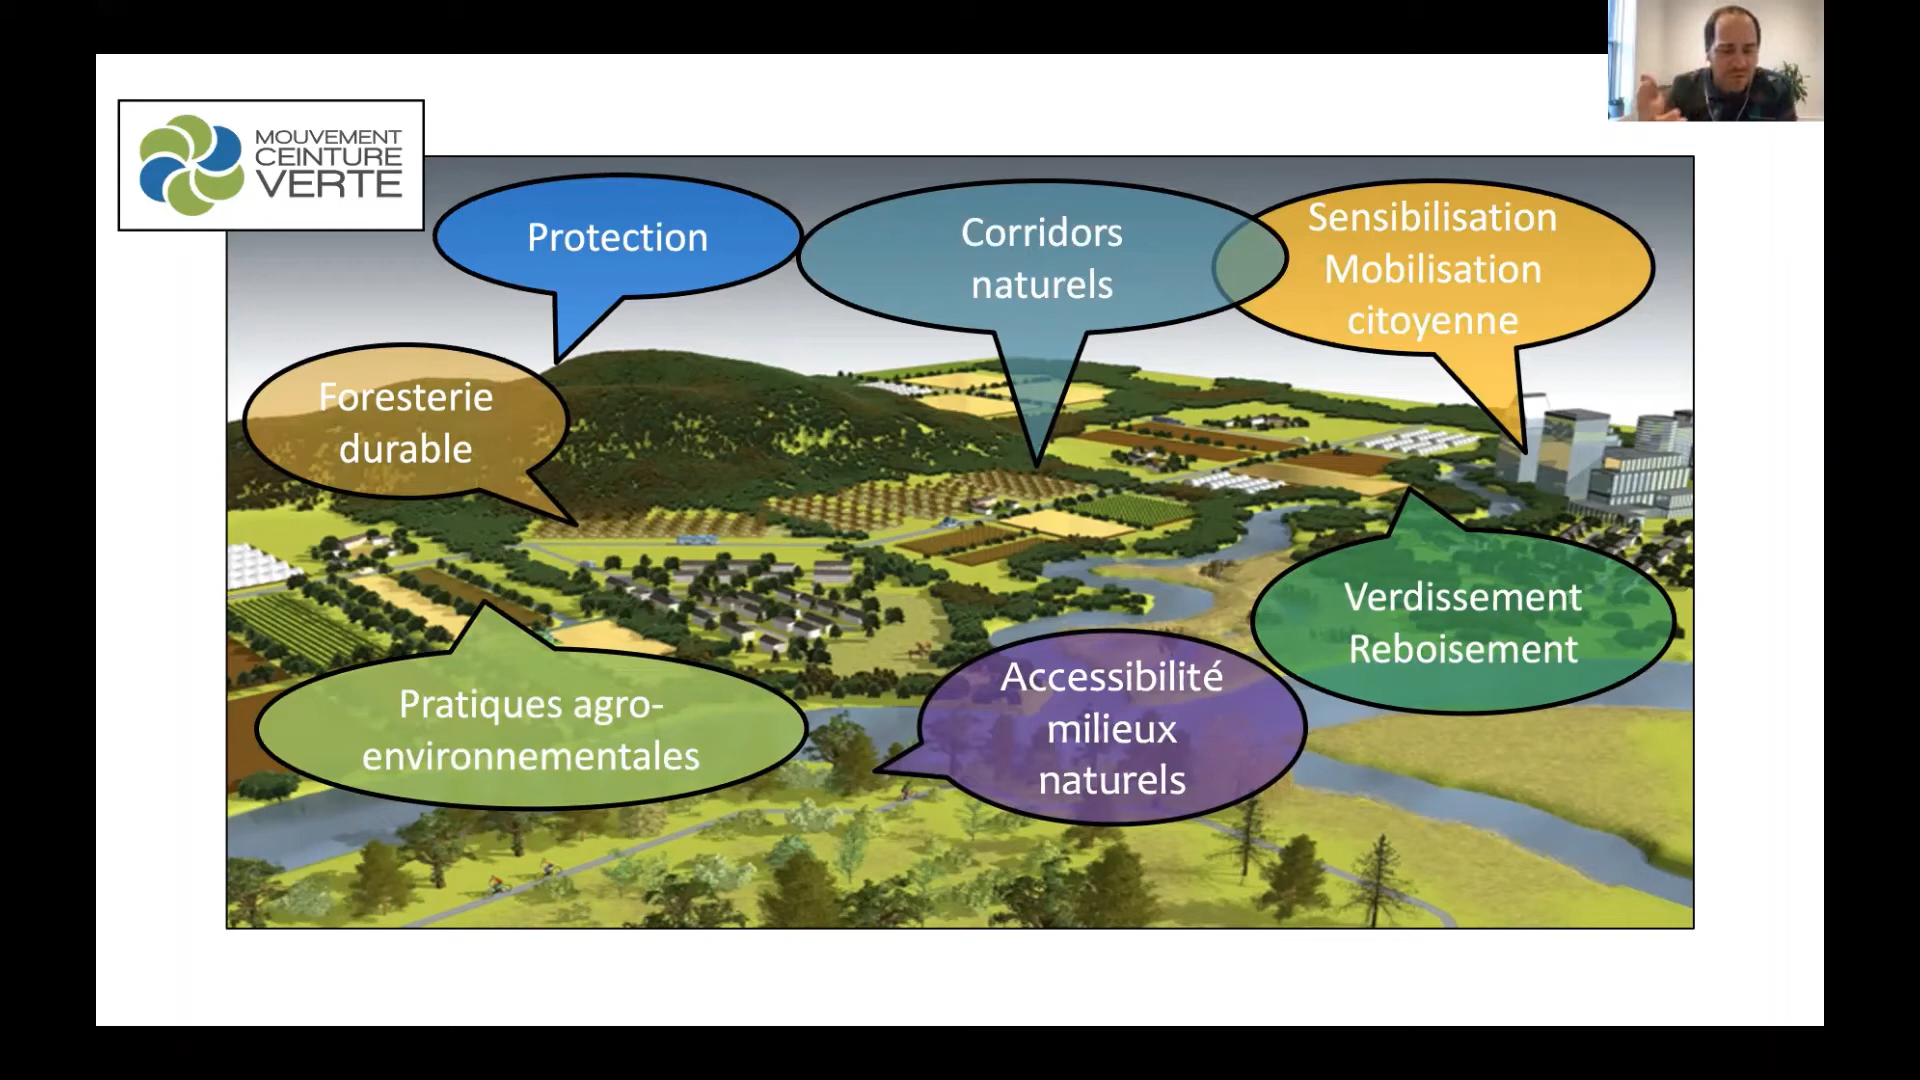 MOUVEMENT
CEINTURE
VERTE
Protection
Corridors
naturels
Sensibilisation
Mobilisation
citoyenne
Foresterie
durable
Verdissement
Reboisement
Pratiques agro-
environnementales
Accessibilité
milieux
naturels